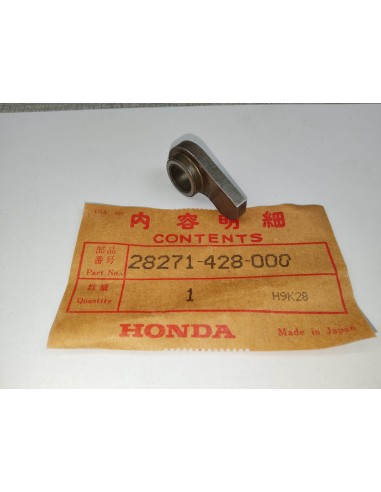 内容明細
CONTENTS
部品番号
Part No. 28271-428-000
数量
Quantity 1 H9K28
HONDA Made in Japan